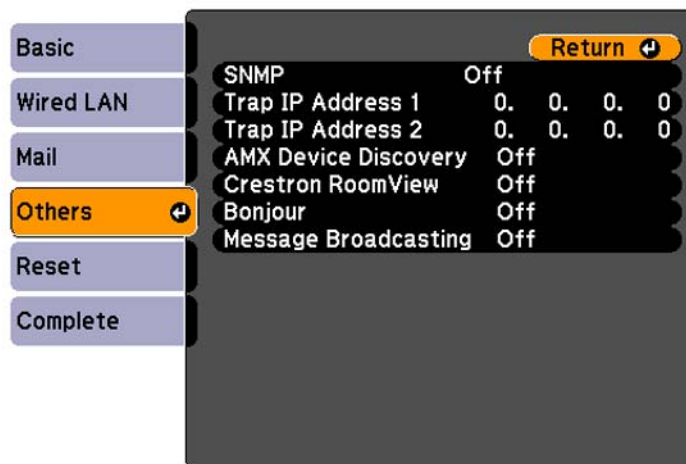 Basic
Wired LAN
Mail
Others
Reset
Complete
Return
SNMP Off
Trap IP Address 1 0. 0. 0. 0
Trap IP Address 2 0. 0. 0. 0
AMX Device Discovery Off
Crestron RoomView Off
Bonjour Off
Message Broadcasting Off